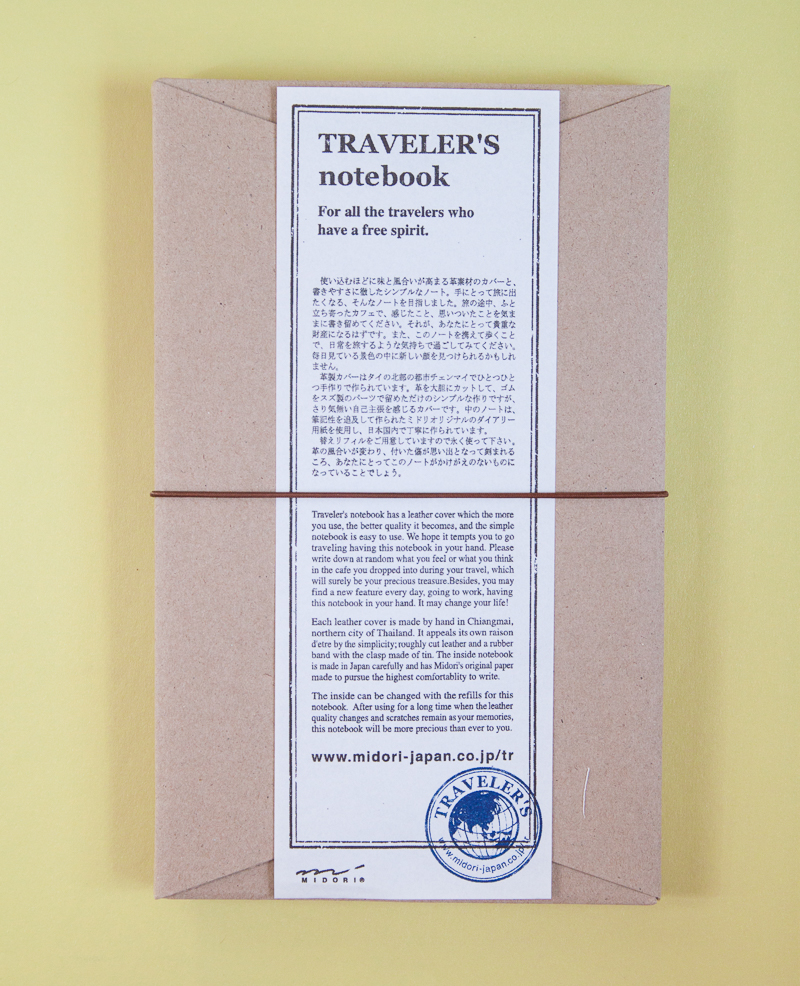 TRAVELER'S
notebook
For all the travelers who
have a free spirit.
使い込むほどに味と風合いが高まる革素材のカバーと、
書きやすさに徹したシンプルなノート。手にとって旅に出
たくなる、そんなノートを目指しました。旅の途中、ふと
立ち寄ったカフェで、感じたこと、思いついたことを気ま
まに書き留めてください。それが、あなたにとって貴重な
財産になるはずです。また、このノートを携えて歩くこと
で、日常を旅するような気持ちで過ごしてみてください。
毎日見ている景色の中に新しい顔を見つけられるかもしれ
ません。
革製カバーはタイの北部の都市チェンマイでひとつひと
つ手作りで作られています。革を大胆にカットして、ゴム
をスズ製のパーツで留めただけのシンプルな作りですが、
さり気無い自己主張を感じるカバーです。中のノートは、
筆記性を追及して作られたミドリオリジナルのダイアリー
用紙を使用し、日本国内で丁寧に作られています。
替えリフィルをご用意していますので永く使って下さい。
革の風合いが変わり、付いた傷が思い出となって刻まれる
ころ、あなたにとってこのノートがかけがえのないものに
なっていることでしょう。
Traveler's notebook has a leather cover which the more
you use, the better quality it becomes, and the simple
notebook is easy to use. We hope it tempts you to go
traveling having this notebook in your hand. Please
write down at random what you feel or what you think
in the cafe you dropped into during your travel, which
will surely be your precious treasure.Besides, you may
find a new feature every day, going to work, having
this notebook in your hand. It may change your life!
Each leather cover is made by hand in Chiangmai,
northern city of Thailand. It appeals its own raison
d'etre by the simplicity; roughly cut leather and a rubber
band with the clasp made of tin. The inside notebook
is made in Japan carefully and has Midori's original paper
made to pursue the highest comfortablity to write.
The inside can be changed with the refills for this
notebook. After using for a long time when the leather
quality changes and scratches remain as your memories,
this notebook will be more precious than ever to you.
www.midori-japan.co.jp/tr
TRAVELER'S
www.midori-japan.co.jp/tr
MIDORI®